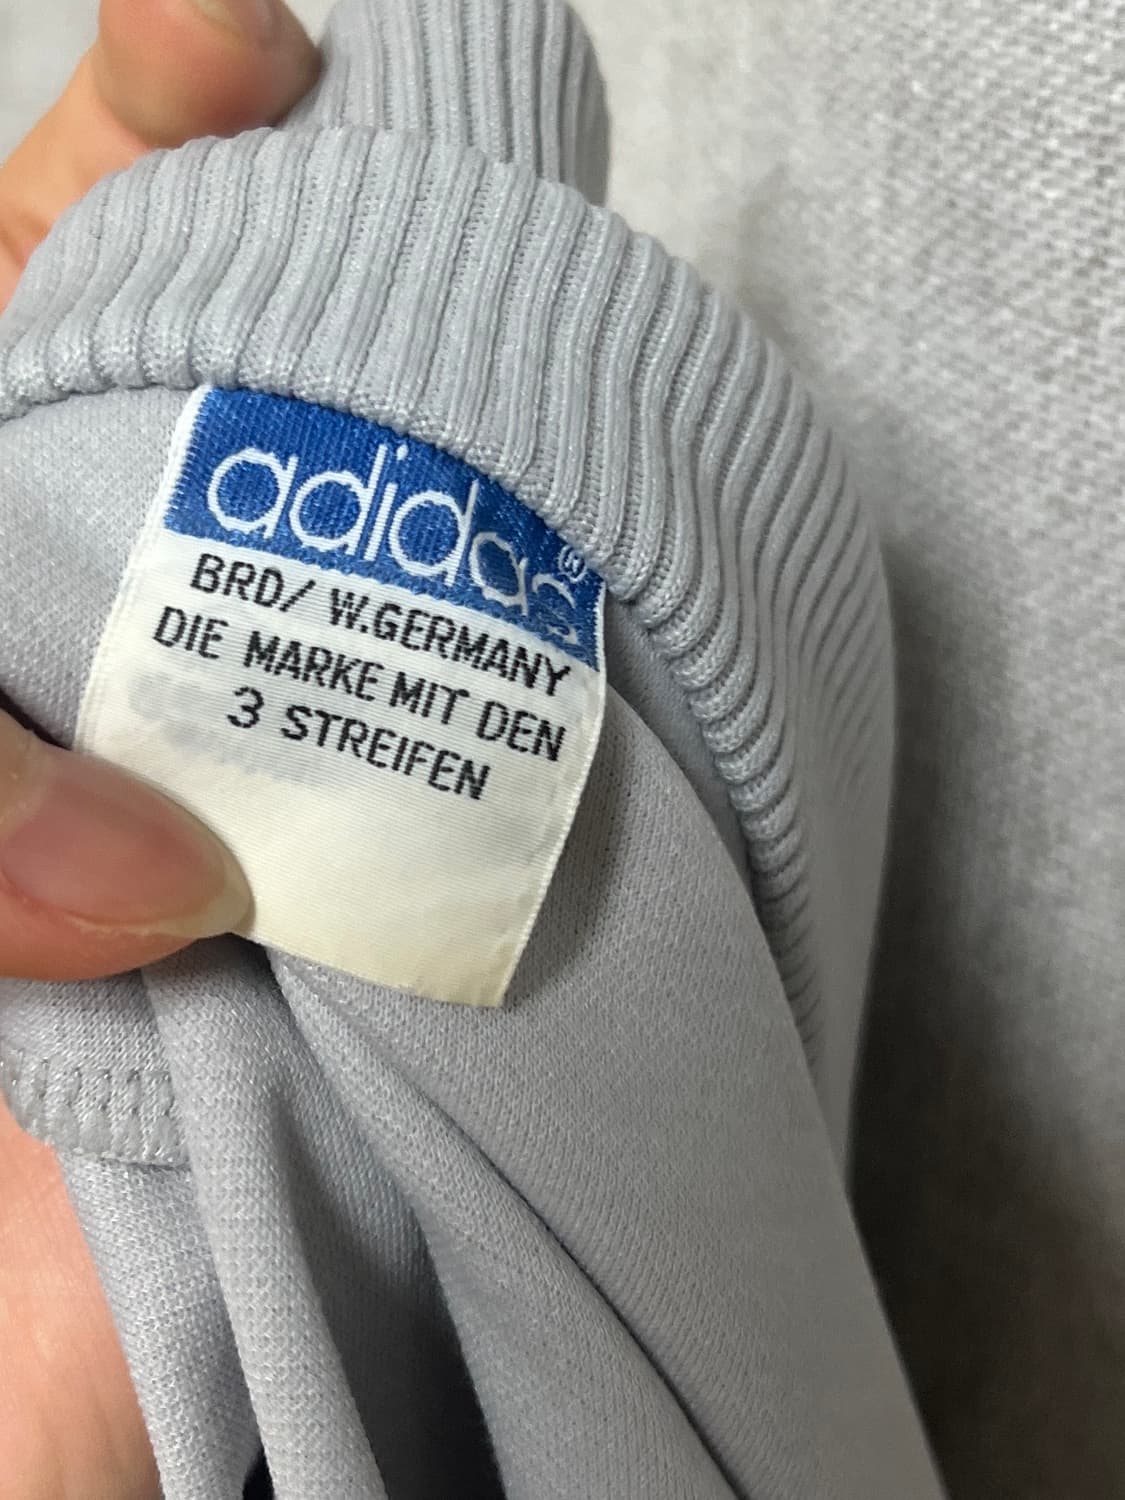 adidas®
BRD/ W.GERMANY
DIE MARKE MIT DEN
3 STREIFEN